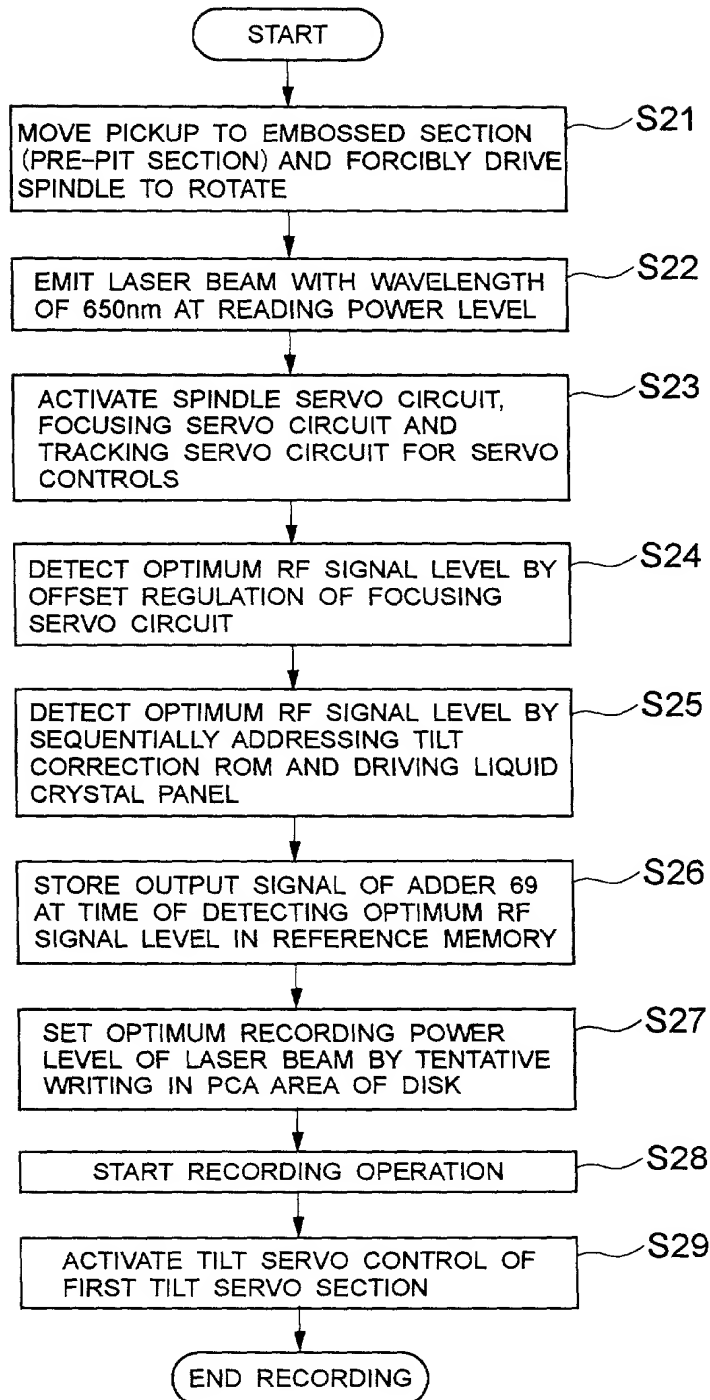 START
S21
MOVE PICKUP TO EMBOSSED SECTION
(PRE-PIT SECTION) AND FORCIBLY DRIVE
SPINDLE TO ROTATE
S22
EMIT LASER BEAM WITH WAVELENGTH
OF 650nm AT READING POWER LEVEL
S23
ACTIVATE SPINDLE SERVO CIRCUIT,
FOCUSING SERVO CIRCUIT AND
TRACKING SERVO CIRCUIT FOR SERVO
CONTROLS
S24
DETECT OPTIMUM RF SIGNAL LEVEL BY
OFFSET REGULATION OF FOCUSING
SERVO CIRCUIT
S25
DETECT OPTIMUM RF SIGNAL LEVEL BY
SEQUENTIALLY ADDRESSING TILT
CORRECTION ROM AND DRIVING LIQUID
CRYSTAL PANEL
S26
STORE OUTPUT SIGNAL OF ADDER 69
AT TIME OF DETECTING OPTIMUM RF
SIGNAL LEVEL IN REFERENCE MEMORY
S27
SET OPTIMUM RECORDING POWER
LEVEL OF LASER BEAM BY TENTATIVE
WRITING IN PCA AREA OF DISK
S28
START RECORDING OPERATION
S29
ACTIVATE TILT SERVO CONTROL OF
FIRST TILT SERVO SECTION
END RECORDING